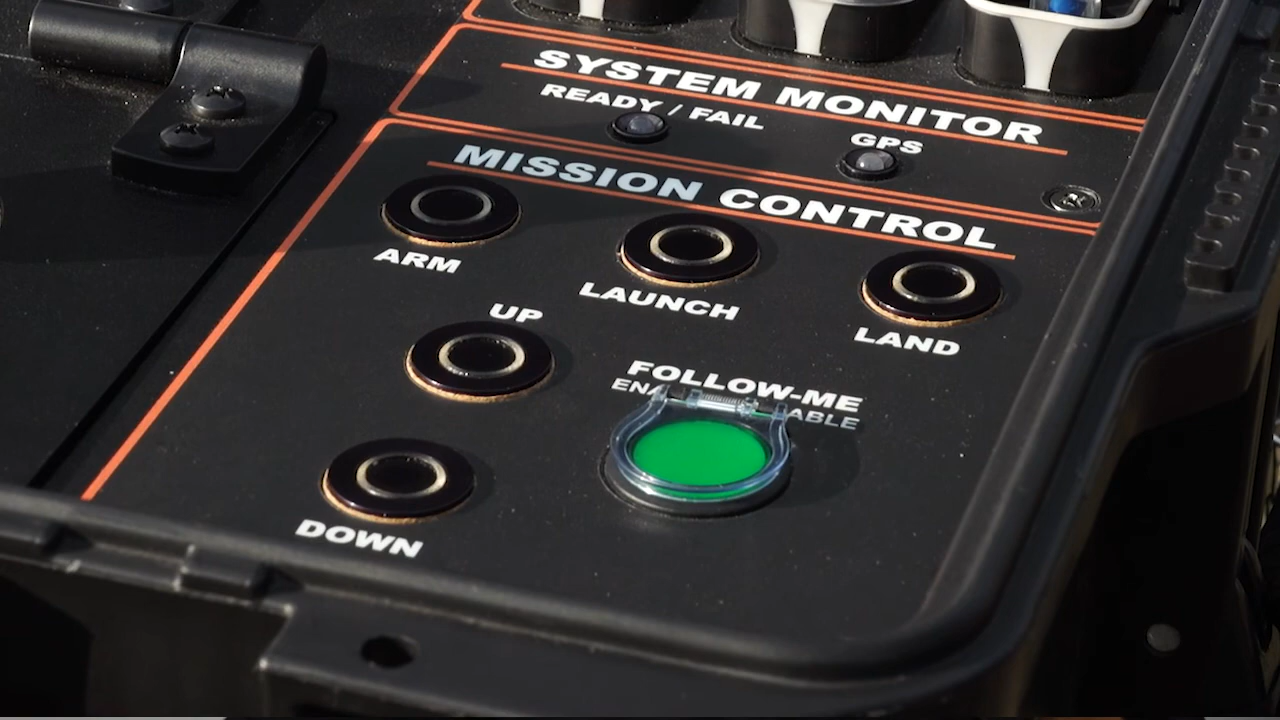 SYSTEM MONITOR
READY / FAIL
GPS
MISSION CONTROL
ARM
LAUNCH
LAND
UP
FOLLOW-ME
DOWN